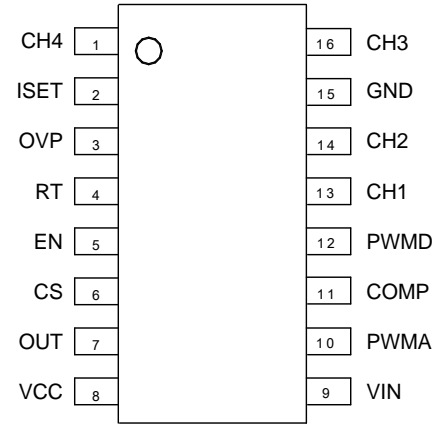 CH4 1 16 CH3
ISET 2 15 GND
OVP 3 14 CH2
RT 4 13 CH1
EN 5 12 PWMD
CS 6 11 COMP
OUT 7 10 PWMA
VCC 8 9 VIN